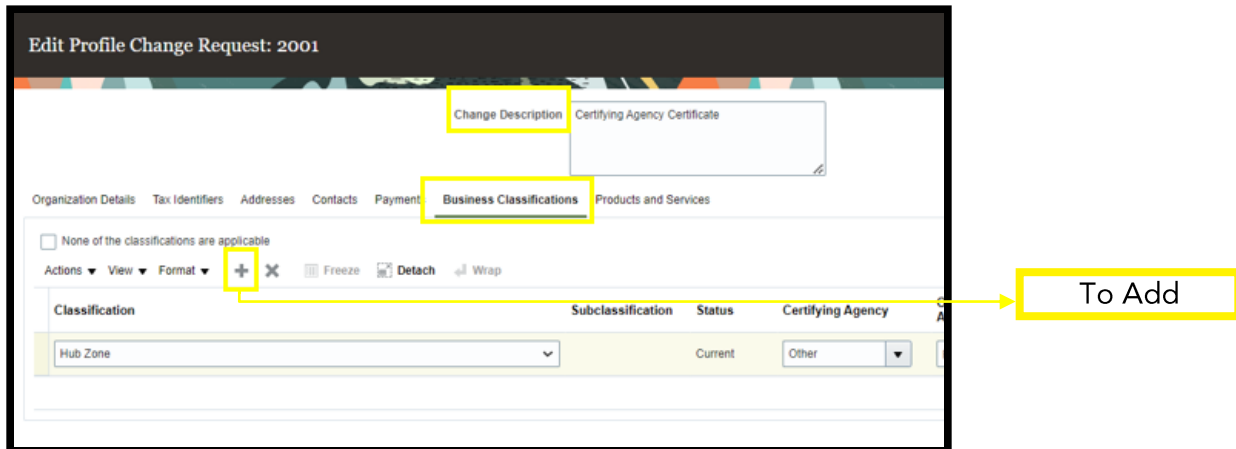 Edit Profile Change Request: 2001
Change Description Certifying Agency Certificate
Organization Details Tax Identifiers Addresses Contacts Payment Business Classifications Products and Services
None of the classifications are applicable
Actions View Format Freeze Detach Wrap
To Add
Classification Subclassification Status Certifying Agency
Hub Zone Current Other